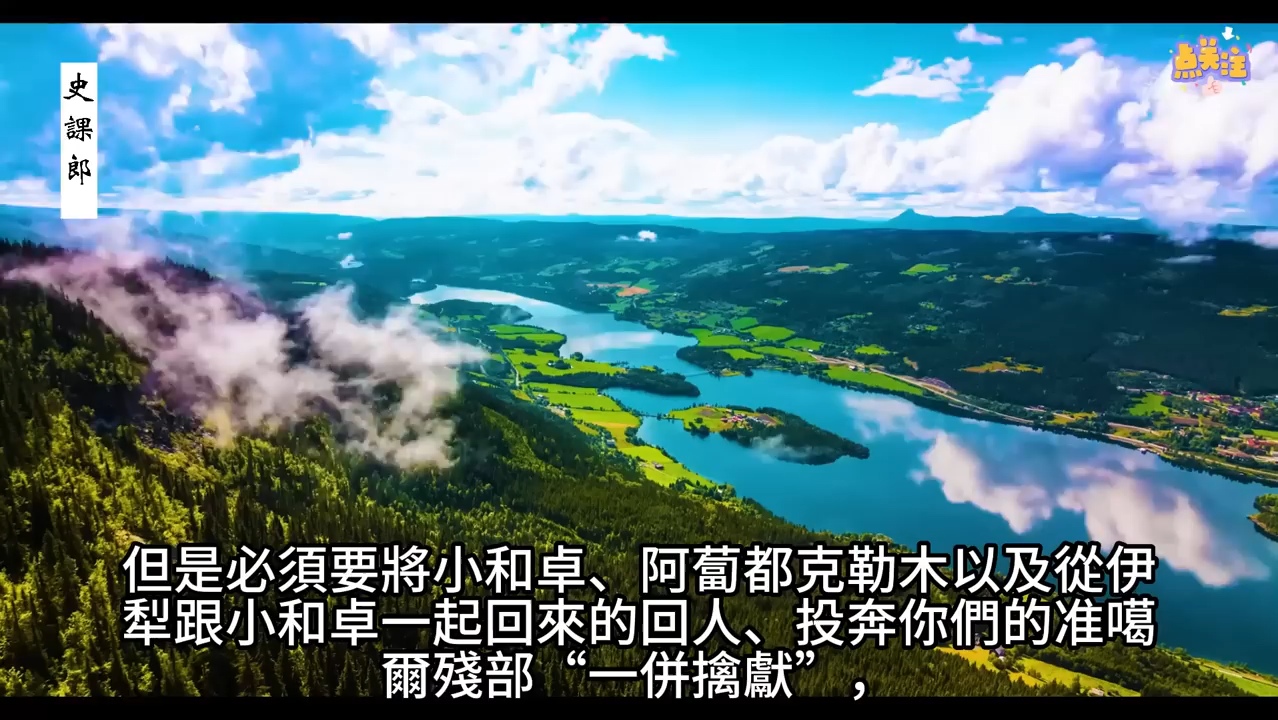 史課郎
点关注
但是必須要將小和卓、阿蔔都克勒木以及從伊
犁跟小和卓一起回來的回人、投奔你們的准噶
爾殘部“一併擒獻”，